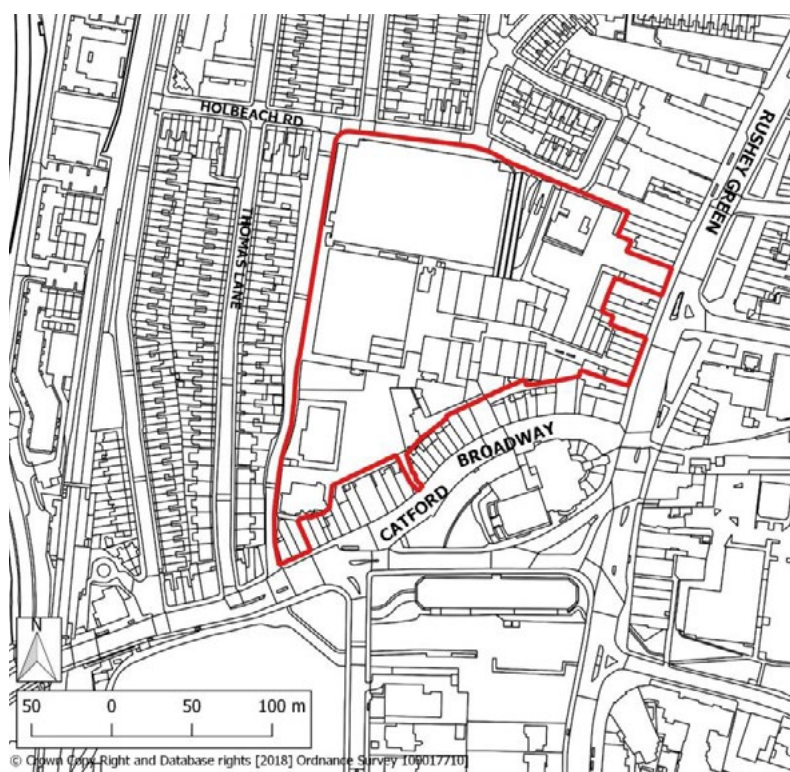 HOLBEACH RD
RUSHEY GREEN
THOMAS LANE
CATFORD BROADWAY
N
50 0 50 100 m
© Crown Copy Right and Database rights [2018] Ordnance Survey 100017710]